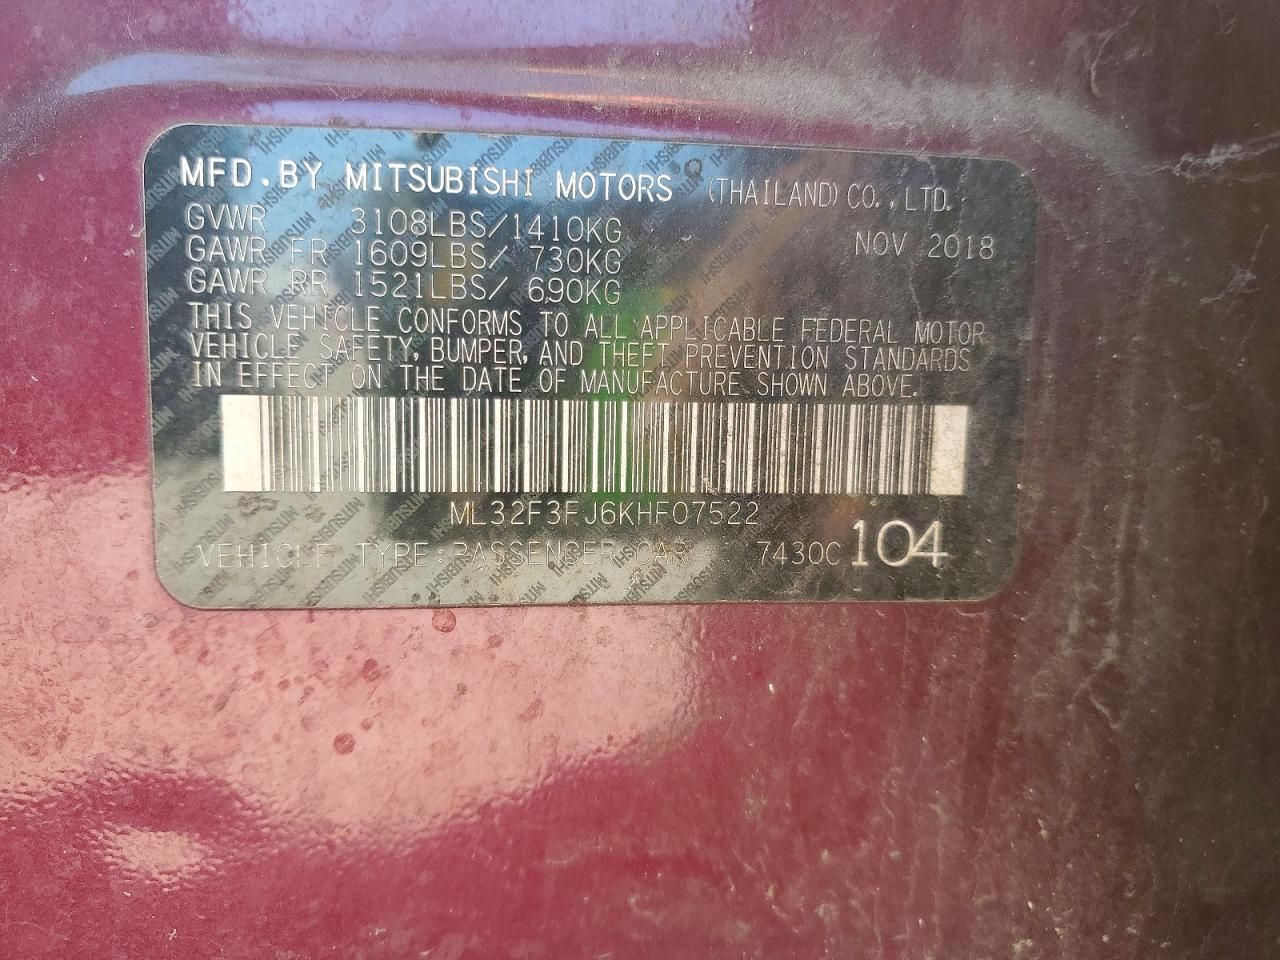 MFD.BY MITSUBISHI MOTORS (THAILAND) CO., LTD.
GVWR 3108LBS/1410KG NOV 2018
GAWR FR 1609LBS/ 730KG
GAWR RR 1521LBS/ 690KG
THIS VEHICLE CONFORMS TO ALL APPLICABLE FEDERAL MOTOR
VEHICLE SAFETY, BUMPER, AND THEFT PREVENTION STANDARDS
IN EFFECT ON THE DATE OF MANUFACTURE SHOWN ABOVE.
ML32F3FJ6KHF07522
VEHICLE TYPE:PASSENGER CAR 7430C 104